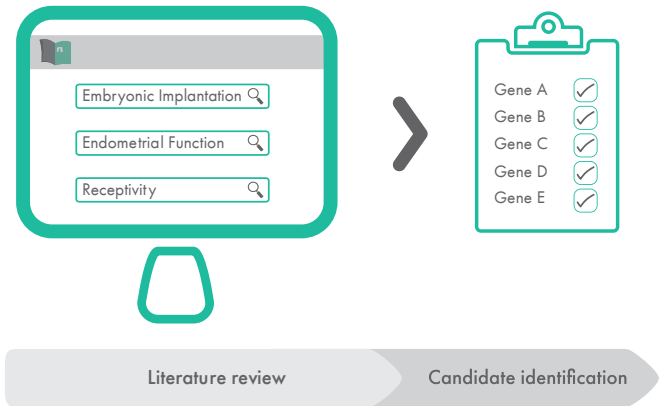 n
Embryonic Implantation
Endometrial Function
Receptivity
Gene A
Gene B
Gene C
Gene D
Gene E
Literature review
Candidate identification